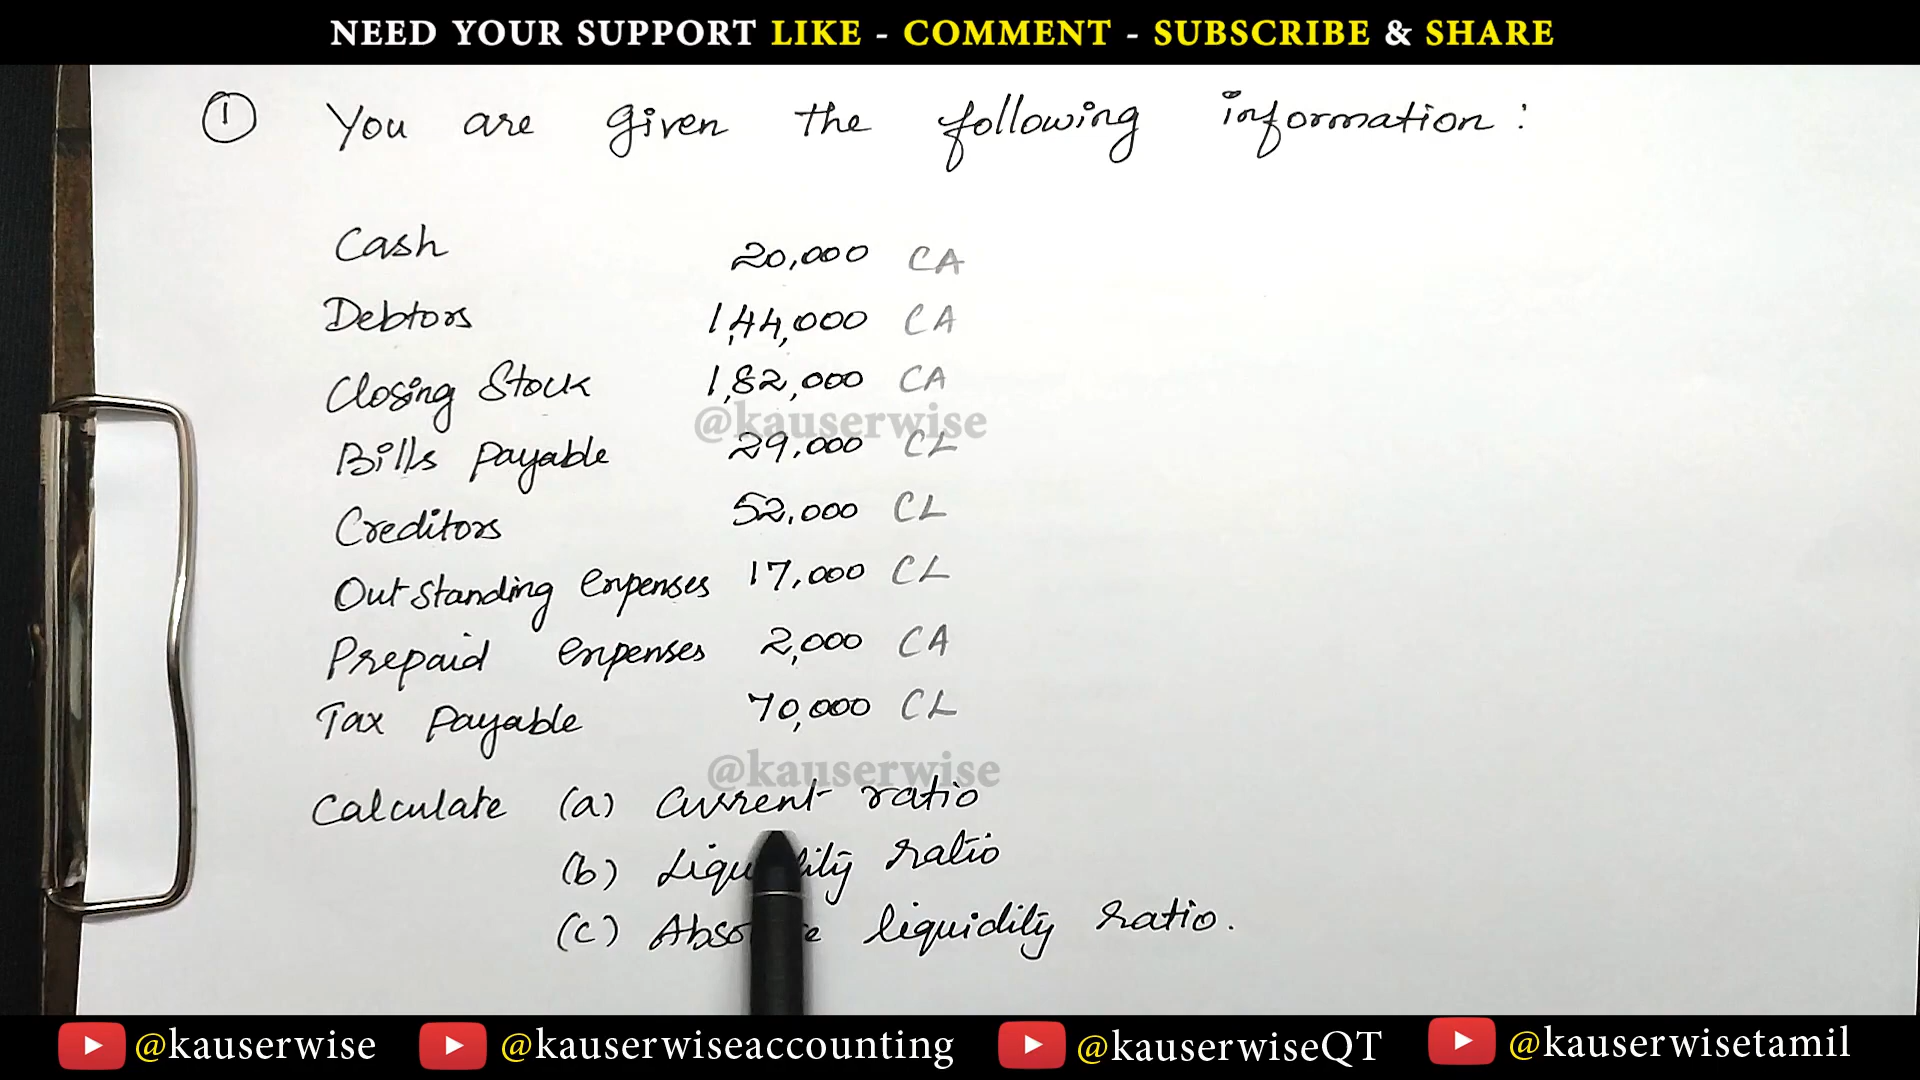 NEED YOUR SUPPORT LIKE - COMMENT - SUBSCRIBE & SHARE
1 You are given the following information :
Cash 20,000 CA
Debtors 1,44,000 CA
Closing Stock 1,82,000 CA
@kauserwise
Bills payable 29,000 CL
Creditors 52,000 CL
Outstanding expenses 17,000 CL
Prepaid expenses 2,000 CA
Tax payable 70,000 CL
@kauserwise
Calculate (a) Current ratio
(b) ratio
(c) liquidity ratio.
@kauserwise @kauserwiseaccounting @kauserwiseQT @kauserwisetamil